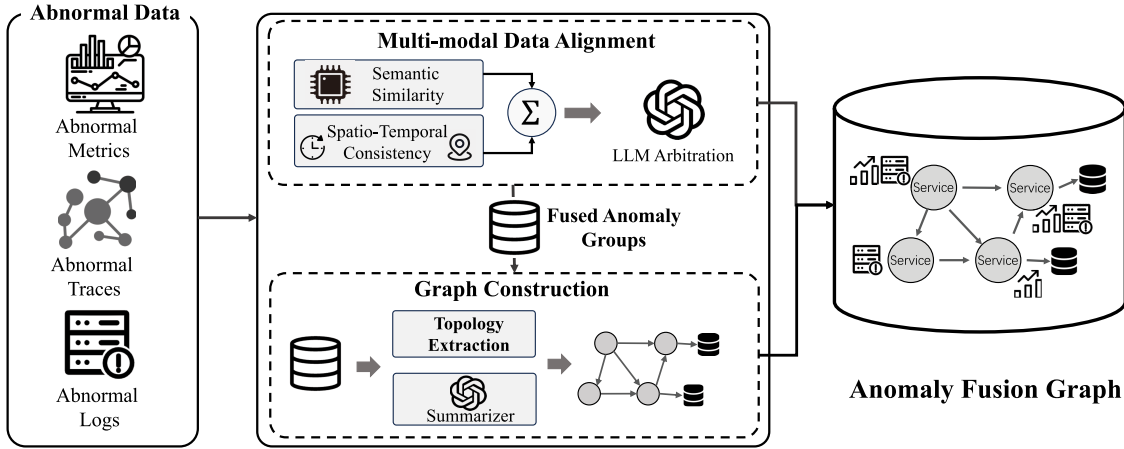 Abnormal Data
Abnormal
Metrics
Abnormal
Traces
Abnormal
Logs
Multi-modal Data Alignment
Semantic
Similarity
Spatio-Temporal
Consistency
Σ
LLM Arbitration
Fused Anomaly
Groups
Graph Construction
Topology
Extraction
Summarizer
Service
Service
Service
Service
Anomaly Fusion Graph